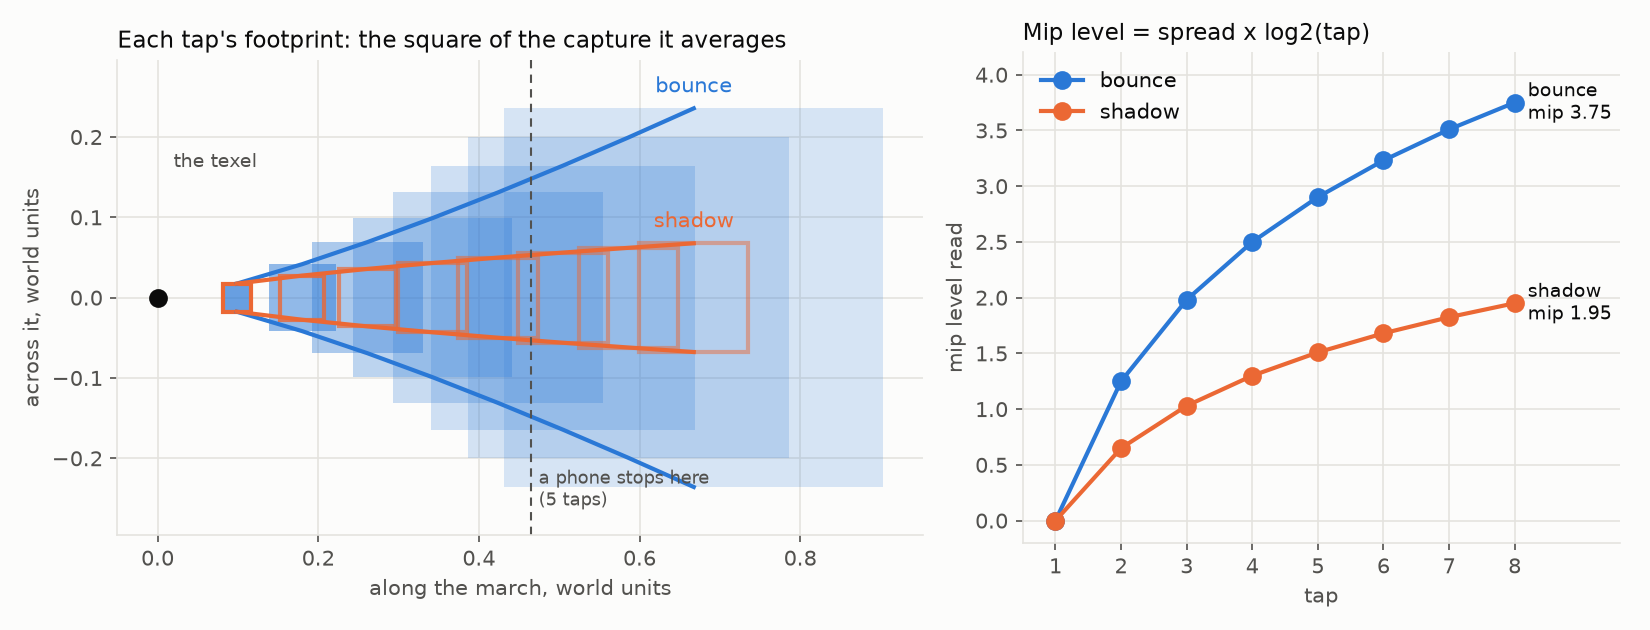 Each tap's footprint: the square of the capture it averages
bounce
the texel
shadow
a phone stops here
(5 taps)
0.2
0.1
0.0
−0.1
−0.2
across it, world units
0.0
0.2
0.4
0.6
0.8
along the march, world units
Mip level = spread x log2(tap)
bounce
shadow
bounce
mip 3.75
shadow
mip 1.95
4.0
3.5
3.0
2.5
2.0
1.5
1.0
0.5
0.0
mip level read
1
2
3
4
5
6
7
8
tap